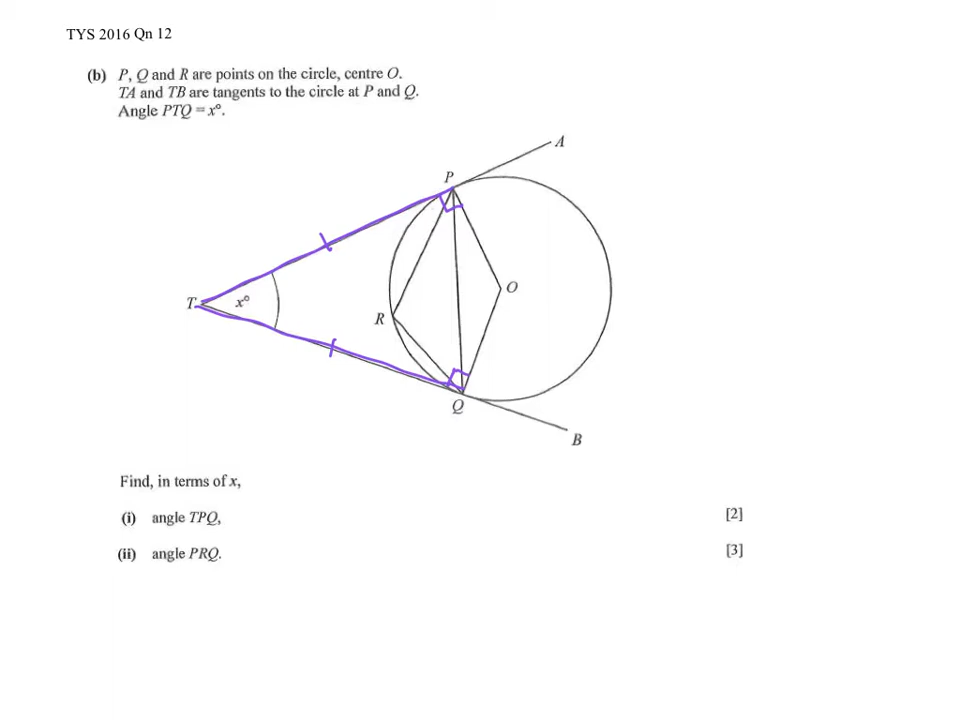 TYS 2016 Qn 12
(b) P, Q and R are points on the circle, centre O.
TA and TB are tangents to the circle at P and Q.
Angle PTQ = x°.
A
P
O
T
x°
R
Q
B
Find, in terms of x,
(i) angle TPQ, [2]
(ii) angle PRQ. [3]